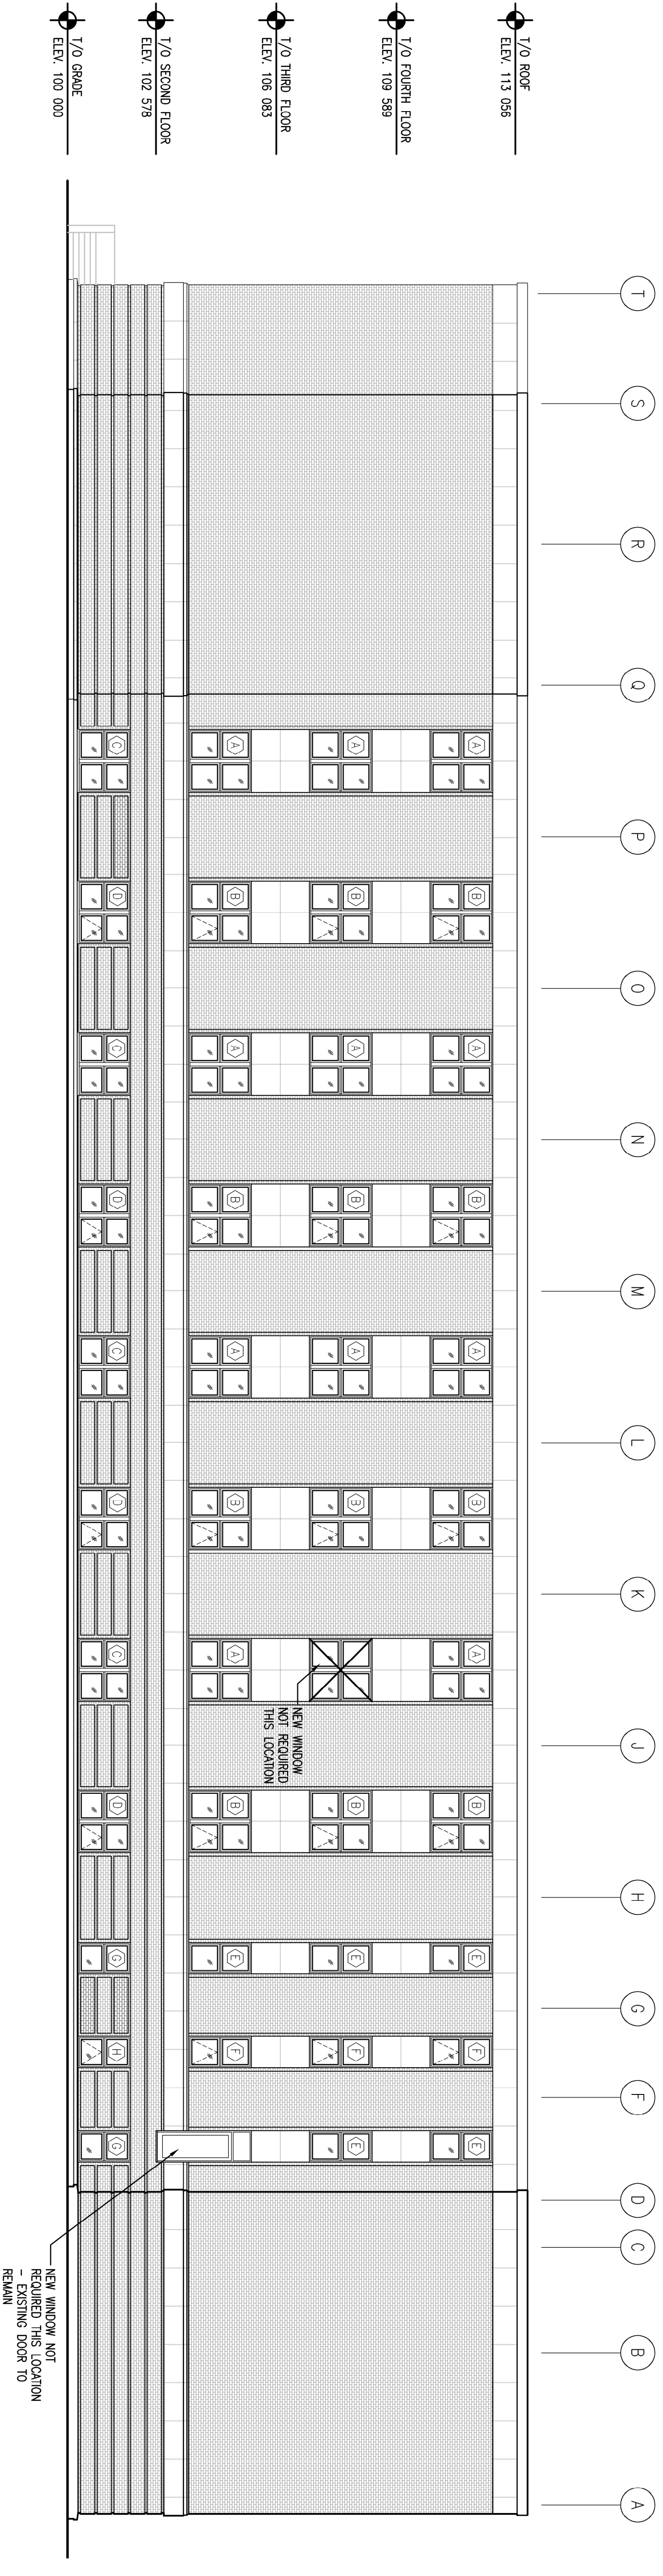 T
S
R
Q
P
O
N
M
L
K
J
H
G
F
D
C
B
A
T/O ROOF
ELEV. 113 056
A B A B A B A B E F E
T/O FOURTH FLOOR
ELEV. 109 589
A B A B A B B E F E
T/O THIRD FLOOR
ELEV. 106 083
NEW WINDOW
NOT REQUIRED
THIS LOCATION
A B A B A B A B E F
T/O SECOND FLOOR
ELEV. 102 578
C D C D C D C D G H G
T/O GRADE
ELEV. 100 000
NEW WINDOW NOT
REQUIRED THIS LOCATION
- EXISTING DOOR TO
REMAIN